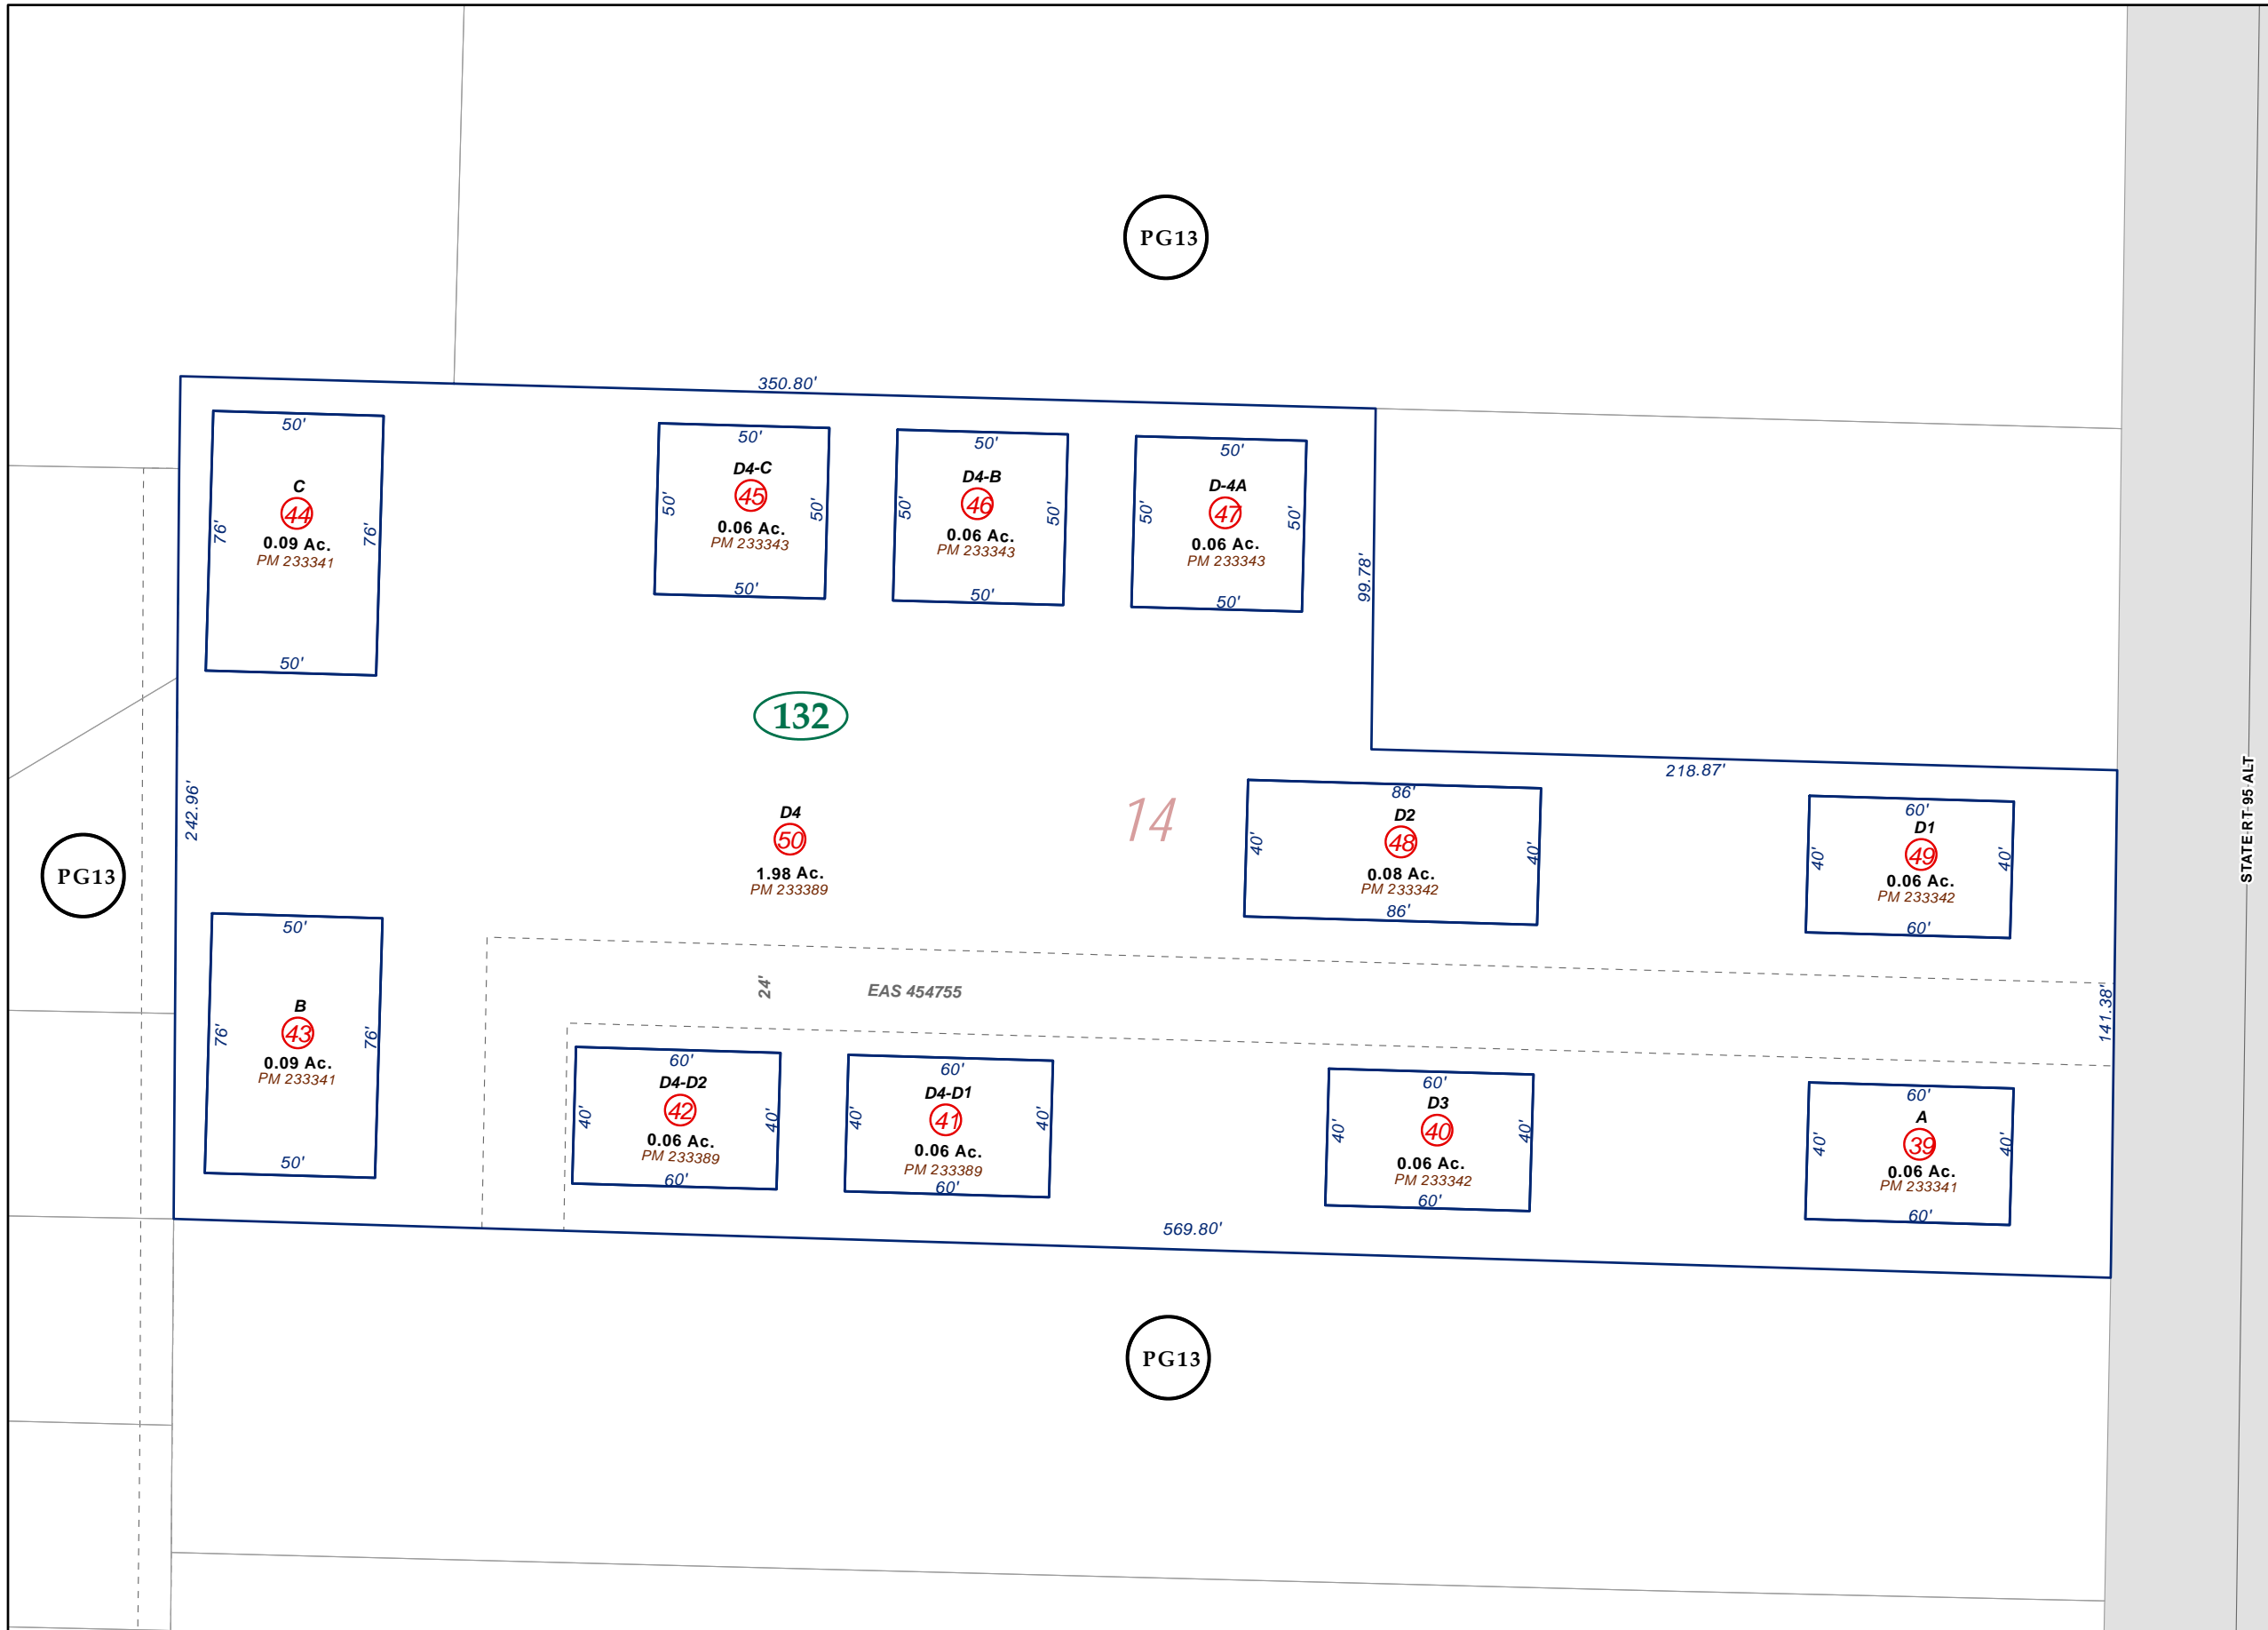 PG13
350.80'
50'
C
44
76'
76'
0.09 Ac.
PM 233341
50'
50'
D4-C
45
50'
50'
0.06 Ac.
PM 233343
50'
50'
D4-B
46
50'
50'
0.06 Ac.
PM 233343
50'
50'
D-4A
47
50'
50'
0.06 Ac.
PM 233343
50'
99.78'
132
218.87'
242.96'
PG13
D4
50
1.98 Ac.
PM 233389
14
86'
D2
48
40'
40'
0.08 Ac.
PM 233342
86'
60'
D1
49
40'
40'
0.06 Ac.
PM 233342
60'
STATE RT 95 ALT
50'
B
43
76'
76'
0.09 Ac.
PM 233341
50'
24'
EAS 454755
141.38'
60'
D4-D2
42
40'
40'
0.06 Ac.
PM 233389
60'
60'
D4-D1
41
40'
40'
0.06 Ac.
PM 233389
60'
60'
D3
40
40'
40'
0.06 Ac.
PM 233342
60'
60'
A
39
40'
40'
0.06 Ac.
PM 233341
60'
569.80'
PG13